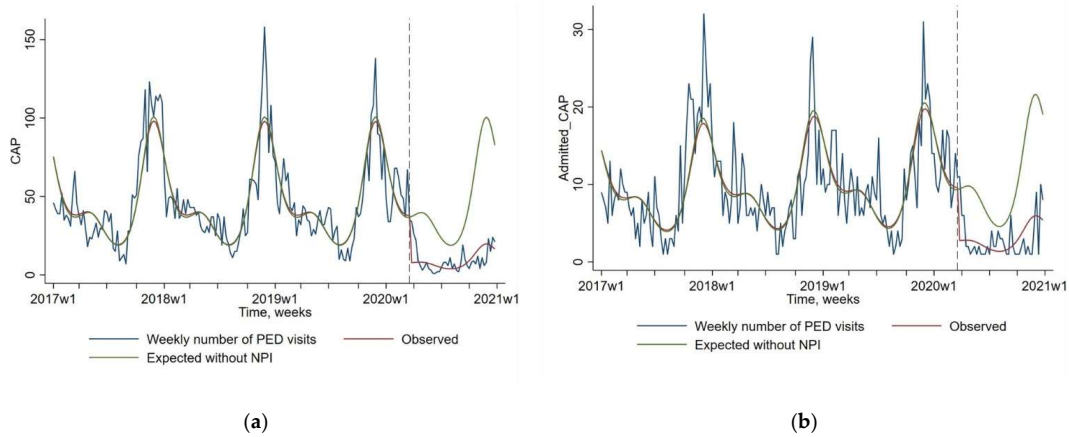 150
100
50
0
CAP
2017w1 2018w1 2019w1 2020w1 2021w1
Time, weeks
Weekly number of PED visits Observed
Expected without NPI
(a)
30
20
10
0
Admitted_CAP
2017w1 2018w1 2019w1 2020w1 2021w1
Time, weeks
Weekly number of PED visits Observed
Expected without NPI
(b)